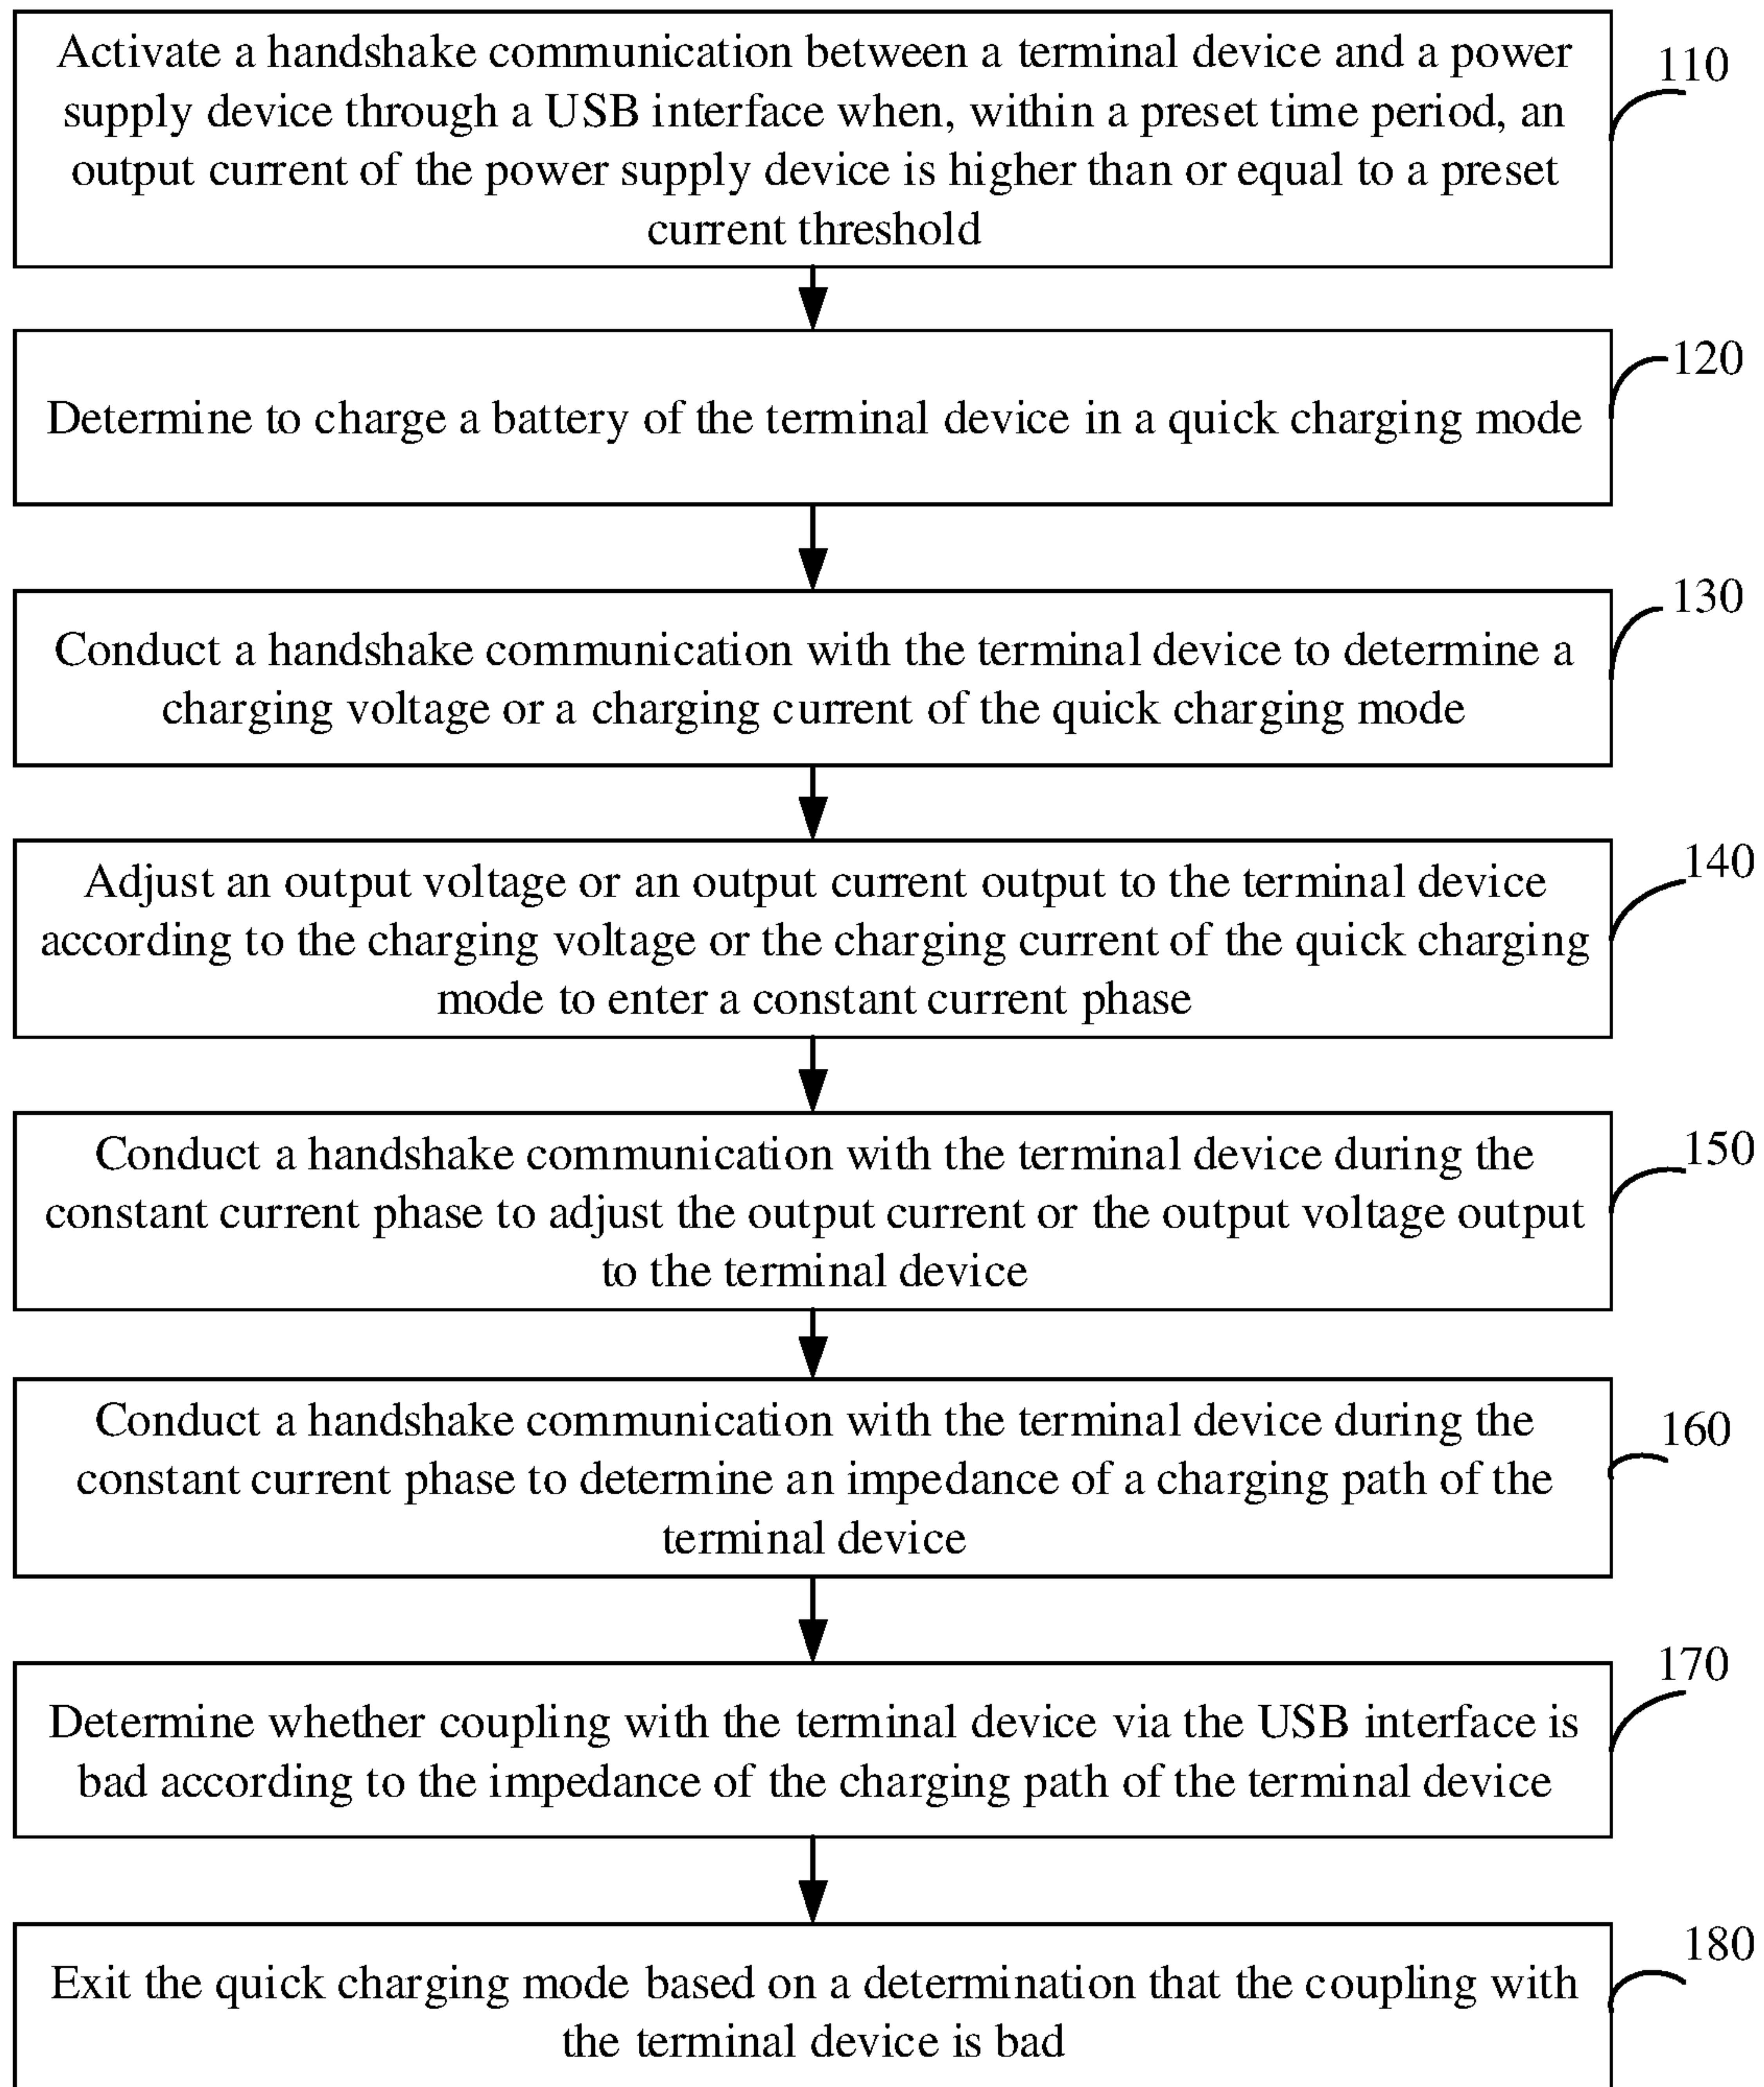 Activate a handshake communication between a terminal device and a power
supply device through a USB interface when, within a preset time period, an
output current of the power supply device is higher than or equal to a preset
current threshold
110
Determine to charge a battery of the terminal device in a quick charging mode
120
Conduct a handshake communication with the terminal device to determine a
charging voltage or a charging current of the quick charging mode
130
Adjust an output voltage or an output current output to the terminal device
according to the charging voltage or the charging current of the quick charging
mode to enter a constant current phase
140
Conduct a handshake communication with the terminal device during the
constant current phase to adjust the output current or the output voltage output
to the terminal device
150
Conduct a handshake communication with the terminal device during the
constant current phase to determine an impedance of a charging path of the
terminal device
160
Determine whether coupling with the terminal device via the USB interface is
bad according to the impedance of the charging path of the terminal device
170
Exit the quick charging mode based on a determination that the coupling with
the terminal device is bad
180